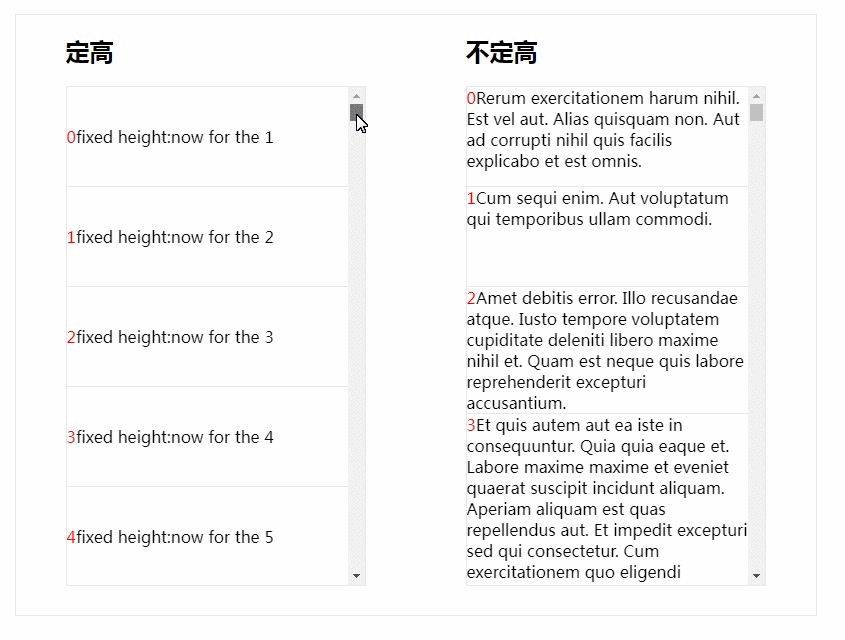 定高
0fixed height:now for the 1
1fixed height:now for the 2
2fixed height:now for the 3
3fixed height:now for the 4
4fixed height:now for the 5
不定高
0Rerum exercitationem harum nihil.
Est vel aut. Alias quisquam non. Aut
ad corrupti nihil quis facilis
explicabo et est omnis.
1Cum sequi enim. Aut voluptatum
qui temporibus ullam commodi.
2Amet debitis error. Illo recusandae
atque. Iusto tempore voluptatem
cupiditate deleniti libero maxime
nihil et. Quam est neque quis labore
reprehenderit excepturi
accusantium.
3Et quis autem aut ea iste in
consequuntur. Quia quia eaque et.
Labore maxime maxime et eveniet
quaerat suscipit incidunt aliquam.
Aperiam aliquam est quas
repellendus aut. Et impedit excepturi
sed qui consectetur. Cum
exercitationem quo eligendi